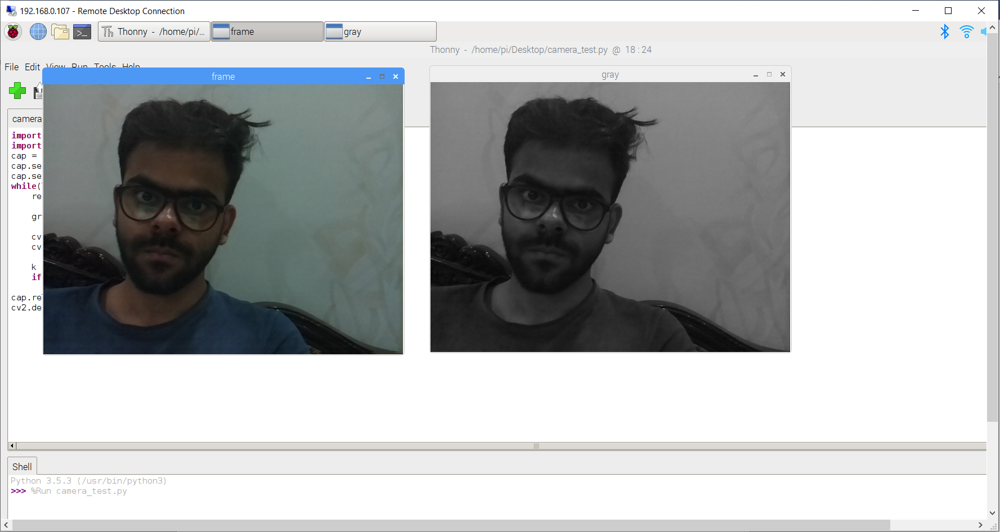 192.168.0.107 - Remote Desktop Connection
Thonny - /home/pi/... frame gray
Thonny - /home/pi/Desktop/camera_test.py @ 18 : 24
File Edit View Run Tools Help
frame
gray
camera
import
import
cap =
cap.se
cap.se
while(
re
gr
cv
cv
k
if
cap.re
cv2.de
Shell
Python 3.5.3 (/usr/bin/python3)
>>> %Run camera_test.py